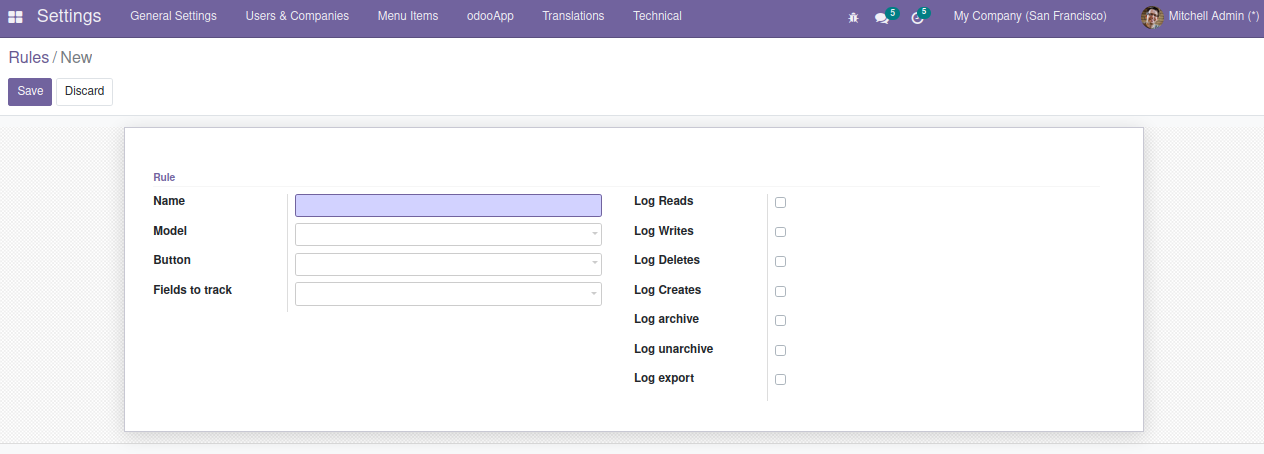 Settings General Settings Users & Companies Menu Items odooApp Translations Technical 5 5 My Company (San Francisco) Mitchell Admin (*)
Rules / New
Save Discard
Rule
Name Log Reads
Model Log Writes
Button Log Deletes
Fields to track Log Creates
Log archive
Log unarchive
Log export